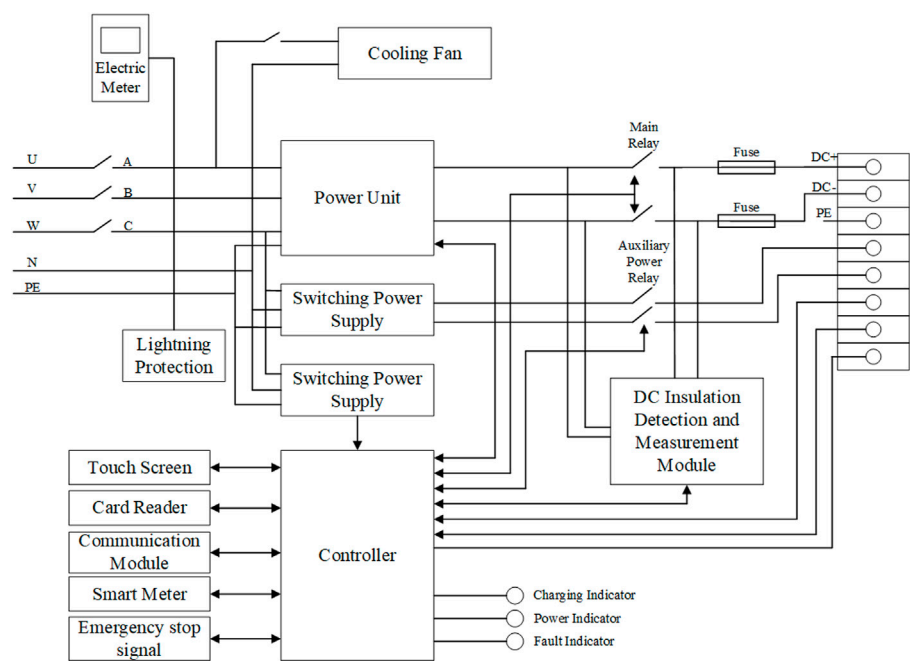 Electric
Meter
Cooling Fan
U
A
V
B
W
C
N
PE
Power Unit
Main
Relay
Fuse
DC+
DC-
Fuse
PE
Auxiliary
Power
Relay
Switching Power
Supply
Lightning
Protection
Switching Power
Supply
DC Insulation
Detection and
Measurement
Module
Touch Screen
Card Reader
Communication
Module
Smart Meter
Emergency stop
signal
Controller
Charging Indicator
Power Indicator
Fault Indicator